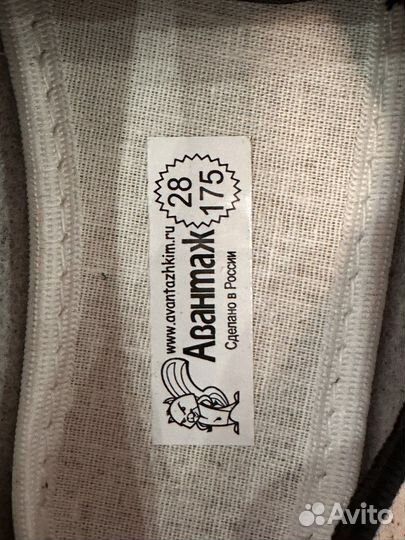 www.avantazhkim.ru
28
175
Авантаж
Сделано в России
Avito